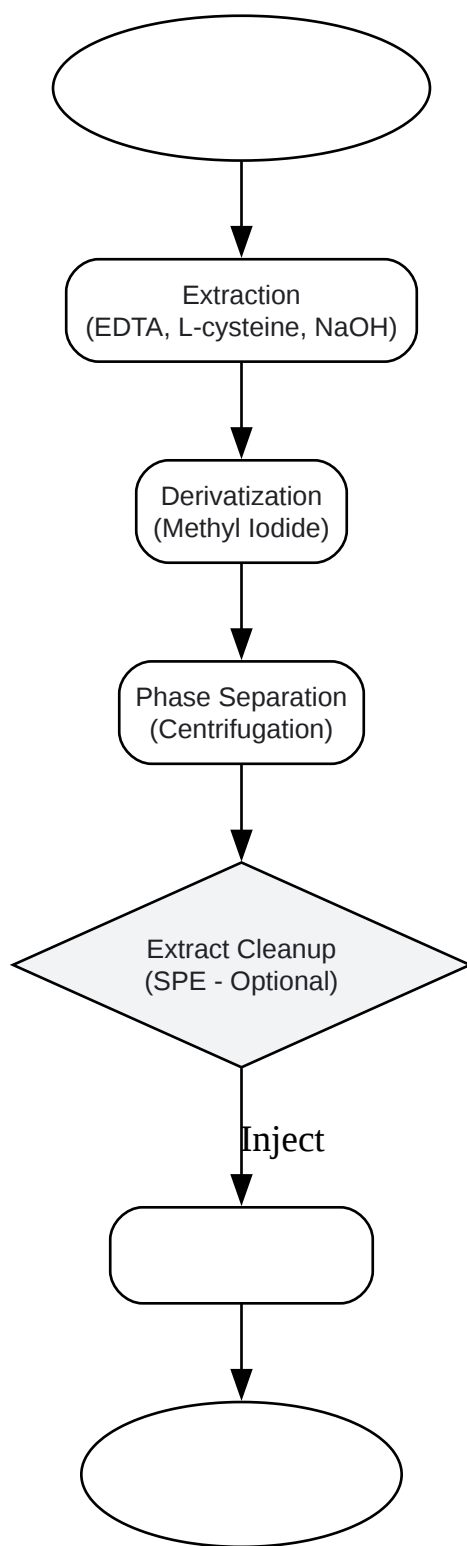 Extraction
(EDTA, L-cysteine, NaOH)
Derivatization
(Methyl Iodide)
Phase Separation
(Centrifugation)
Extract Cleanup
(SPE - Optional)
Inject